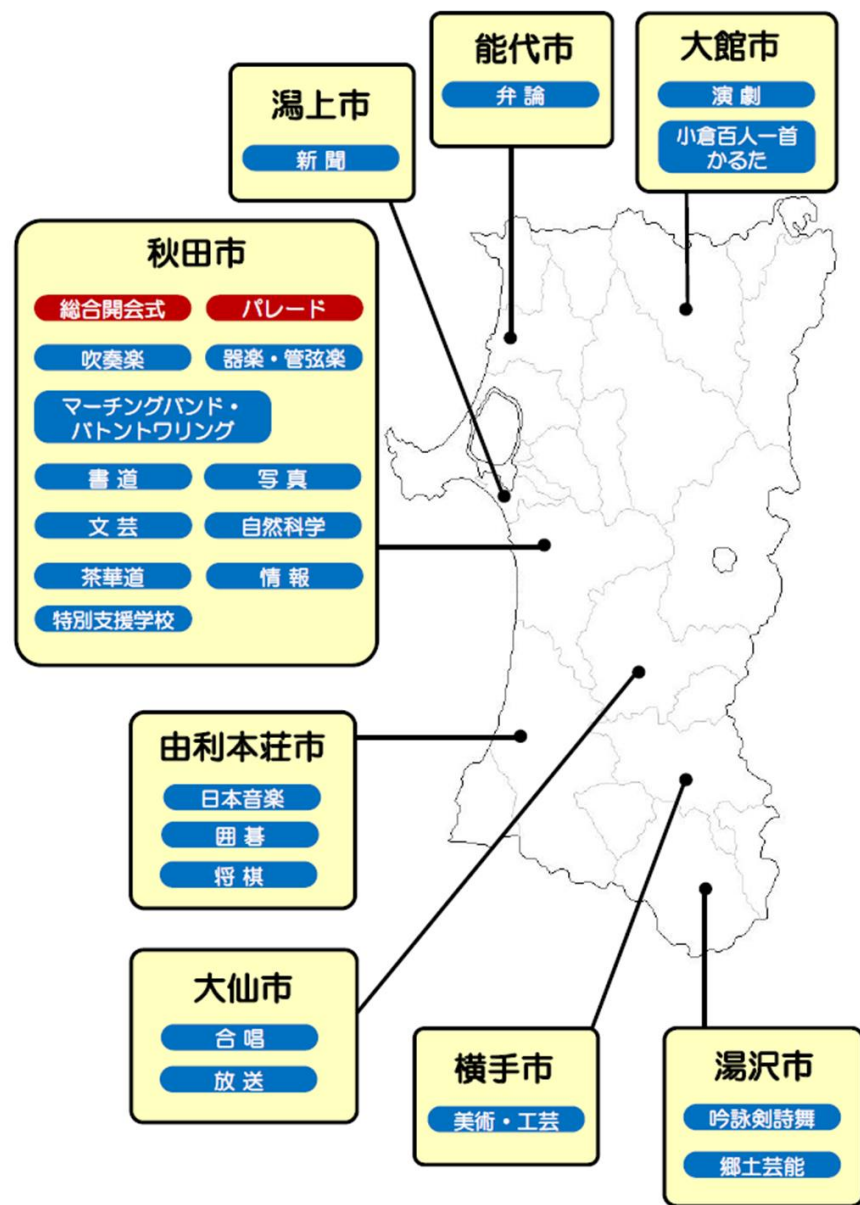 能代市
弁論
大館市
演劇
小倉百人一首
かるた
潟上市
新聞
秋田市
総合開会式
パレード
吹奏楽
器楽・管弦楽
マーチングバンド・
バトントワリング
書道
写真
文芸
自然科学
茶華道
情報
特別支援学校
由利本荘市
日本音楽
囲碁
将棋
大仙市
合唱
放送
横手市
美術・工芸
湯沢市
吟詠剣詩舞
郷土芸能